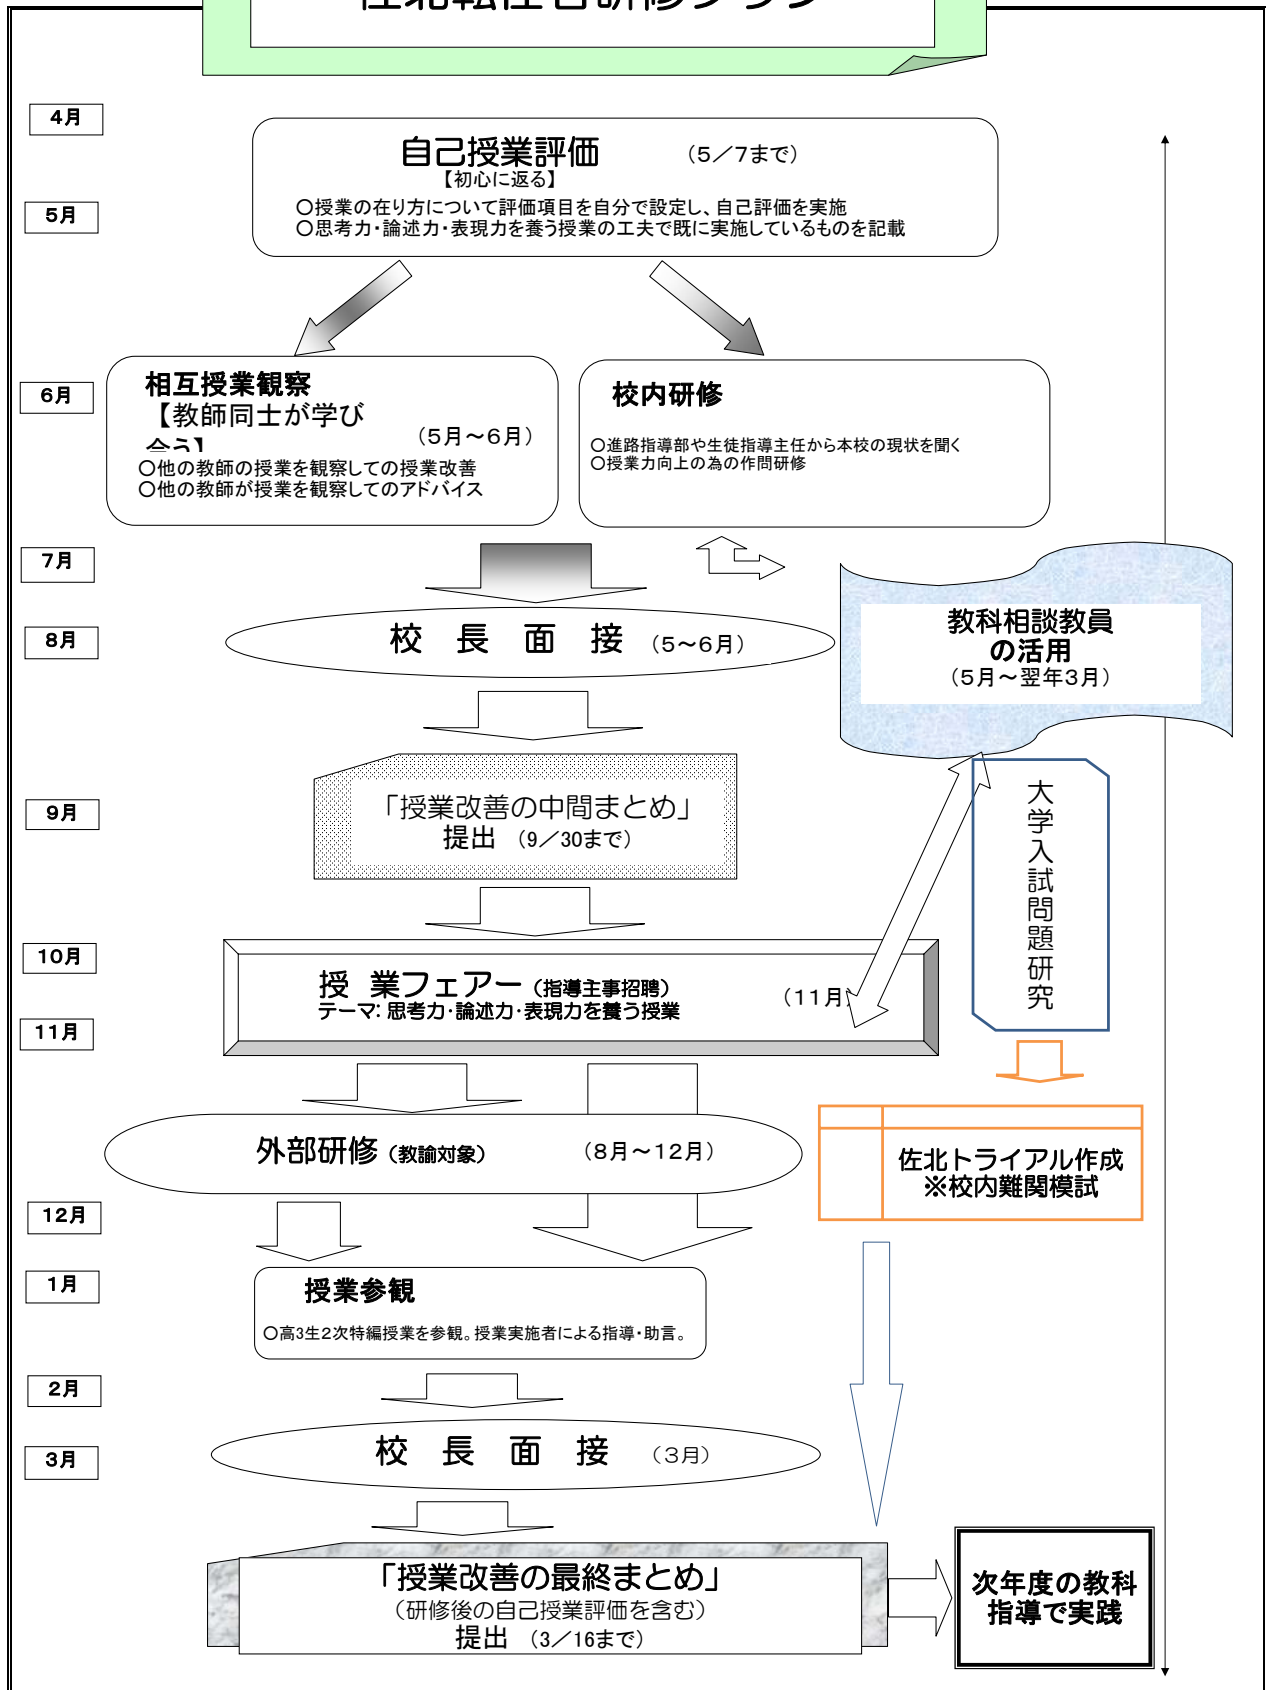 佐北転任者研修プラン
4月
自己授業評価 (5／7まで)
【初心に返る】
5月
○授業の在り方について評価項目を自分で設定し、自己評価を実施
○思考力・論述力・表現力を養う授業の工夫で既に実施しているものを記載
6月
相互授業観察
【教師同士が学び
合う】 (5月～6月)
○他の教師の授業を観察しての授業改善
○他の教師が授業を観察してのアドバイス
校内研修
○進路指導部や生徒指導主任から本校の現状を聞く
○授業力向上の為の作問研修
7月
8月
校 長 面 接 (5～6月)
教科相談教員
の活用
(5月～翌年3月)
9月
「授業改善の中間まとめ」
提出 (9／30まで)
大学入試問題研究
10月
授 業フェアー (指導主事招聘) (11月)
テーマ：思考力・論述力・表現力を養う授業
11月
外部研修 (教諭対象) (8月～12月)
佐北トライアル作成
※校内難関模試
12月
1月
授業参観
○高3生2次特編授業を参観。授業実施者による指導・助言。
2月
3月
校 長 面 接 (3月)
「授業改善の最終まとめ」
(研修後の自己授業評価を含む)
提出 (3／16まで)
次年度の教科
指導で実践